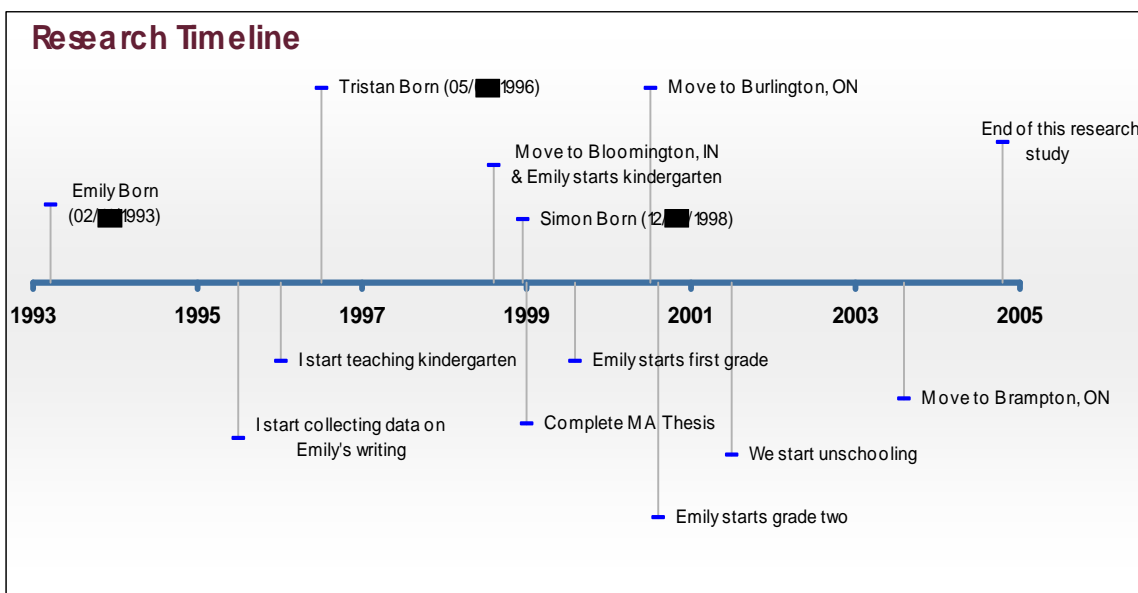 Research Timeline
Tristan Born (05/ 1996)
Move to Burlington, ON
End of this research
study
Move to Bloomington, IN
& Emily starts kindergarten
Emily Born
(02/ 1993)
Simon Born (12/ /1998)
1993
1995
1997
1999
2001
2003
2005
I start teaching kindergarten
Emily starts first grade
Move to Brampton, ON
I start collecting data on
Emily's writing
Complete MA Thesis
We start unschooling
Emily starts grade two